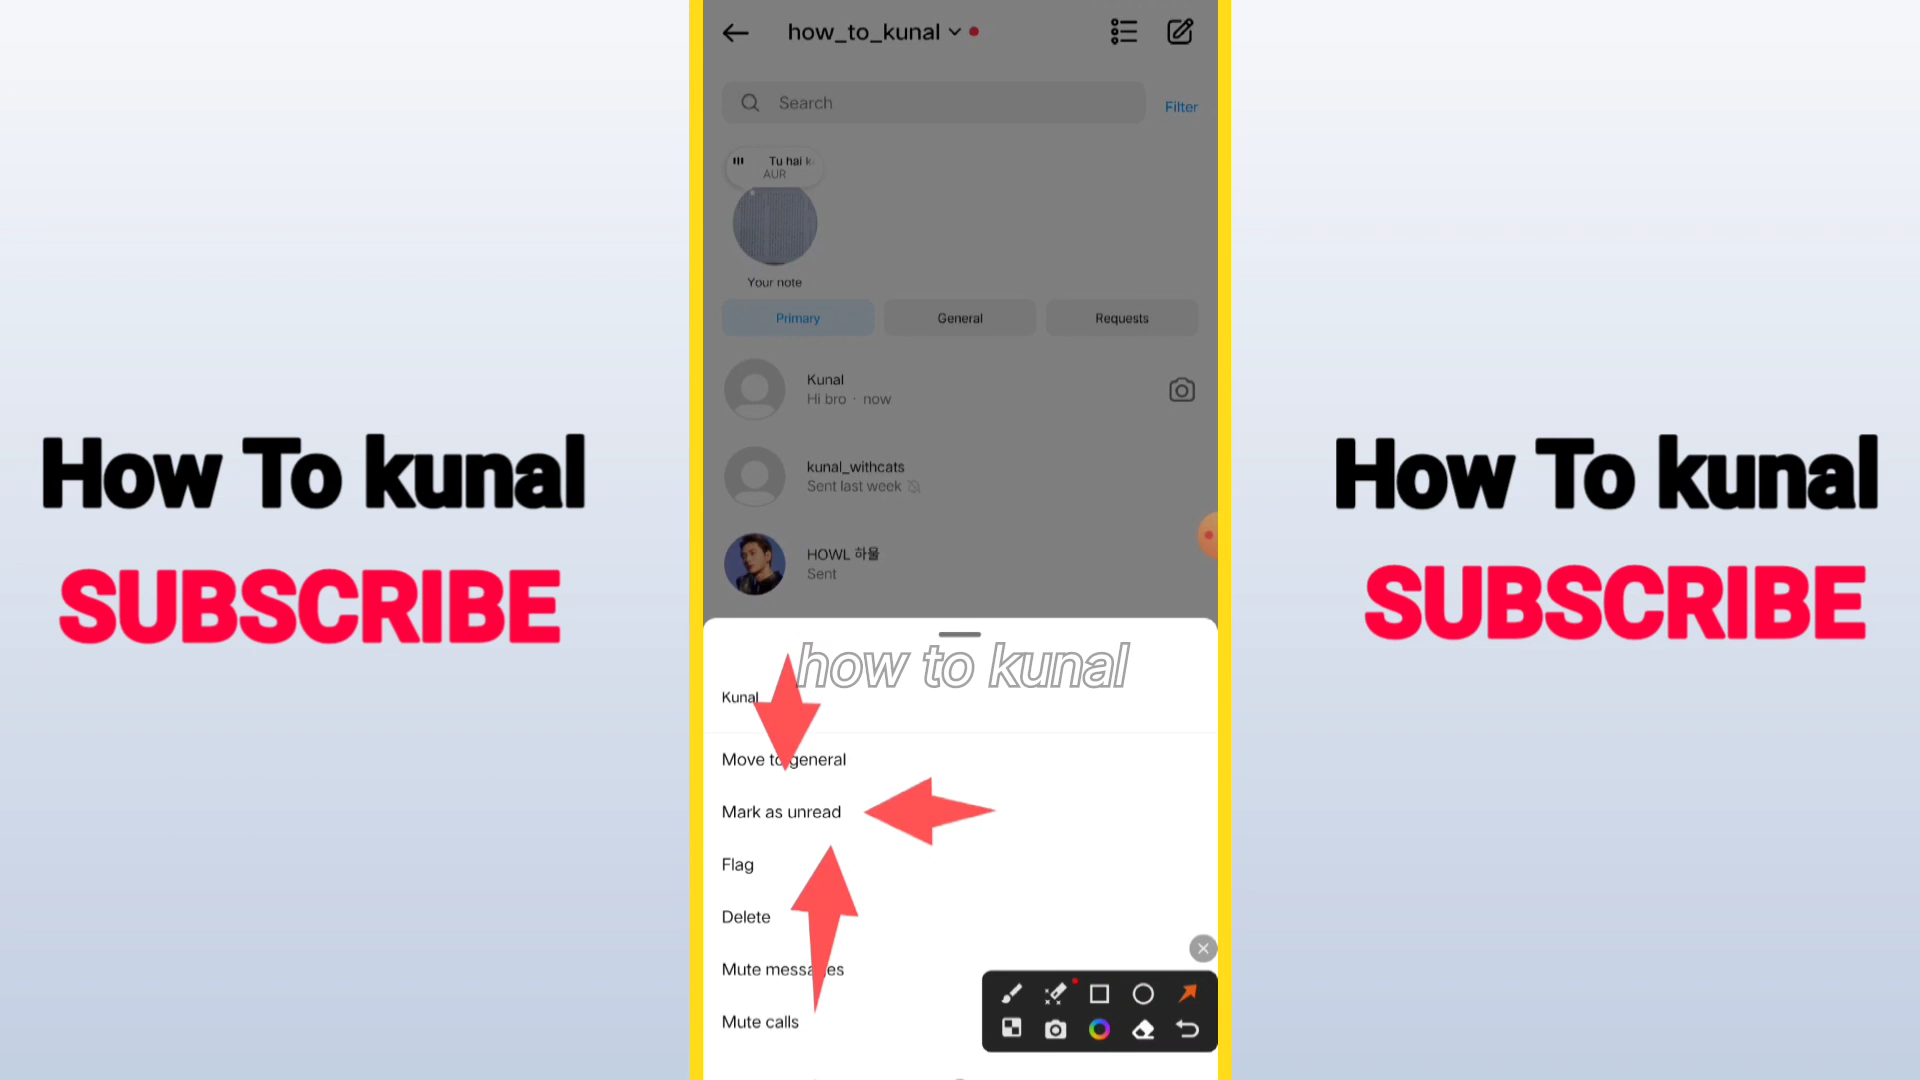 how_to_kunal
Search
Filter
Tu hai k
AUR
Your note
Primary
General
Requests
Kunal
Hi bro · now
kunal_withcats
Sent last week
HOWL 하울
Sent
How To kunal
SUBSCRIBE
How To kunal
SUBSCRIBE
how to kunal
Kunal
Move to general
Mark as unread
Flag
Delete
Mute messages
Mute calls